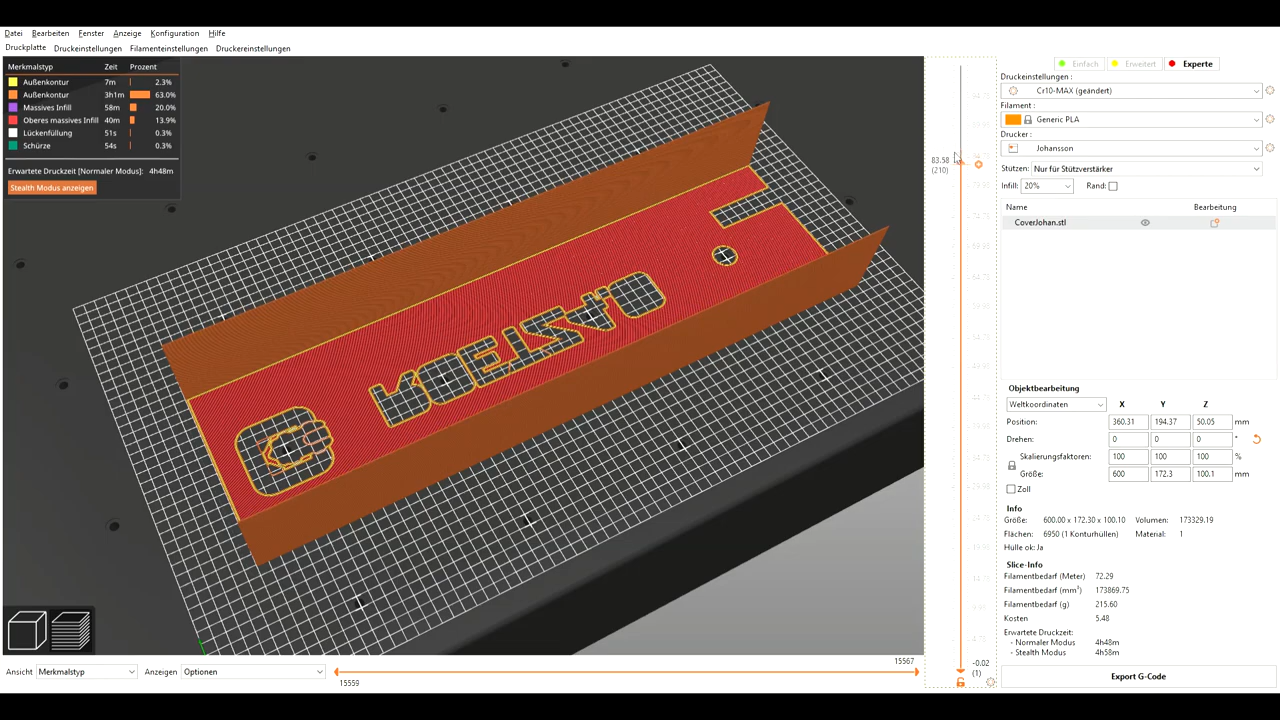 Datei Bearbeiten Fenster Anzeige Konfiguration Hilfe
Druckplatte Druckeinstellungen Filamenteinstellungen Druckereinstellungen
Merkmalstyp Zeit Prozent
Außenkontur 7m 2.3%
Außenkontur 3h1m 63.0%
Massives Infill 58m 20.0%
Oberes massives Infill 40m 13.9%
Lückenfüllung 51s 0.3%
Schürze 54s 0.3%
Erwartete Druckzeit [Normaler Modus]: 4h48m
Stealth Modus anzeigen
83.58
(210)
-0.02
(1)
Ansicht Merkmalstyp Anzeigen Optionen
15567
15559
Einfach Erweitert Experte
Druckeinstellungen :
Cr10-MAX (geändert)
Filament :
Generic PLA
Drucker :
Johansson
Stützen: Nur für Stützverstärker
Infill: 20% Rand:
Name Bearbeitung
CoverJohan.stl
Objektbearbeitung
Weltkoordinaten X Y Z
Position: 360.31 194.37 50.05 mm
Drehen: 0 0 0 °
Skalierungsfaktoren: 100 100 100 %
Größe: 600 172.3 100.1 mm
Zoll
Info
Größe: 600.00 x 172.30 x 100.10 Volumen: 173329.19
Flächen: 6950 (1 Konturhüllen) Material: 1
Hülle ok: Ja
Slice-Info
Filamentbedarf (Meter) 72.29
Filamentbedarf (mm³) 173869.75
Filamentbedarf (g) 215.60
Kosten 5.48
Erwartete Druckzeit:
- Normaler Modus 4h48m
- Stealth Modus 4h58m
Export G-Code